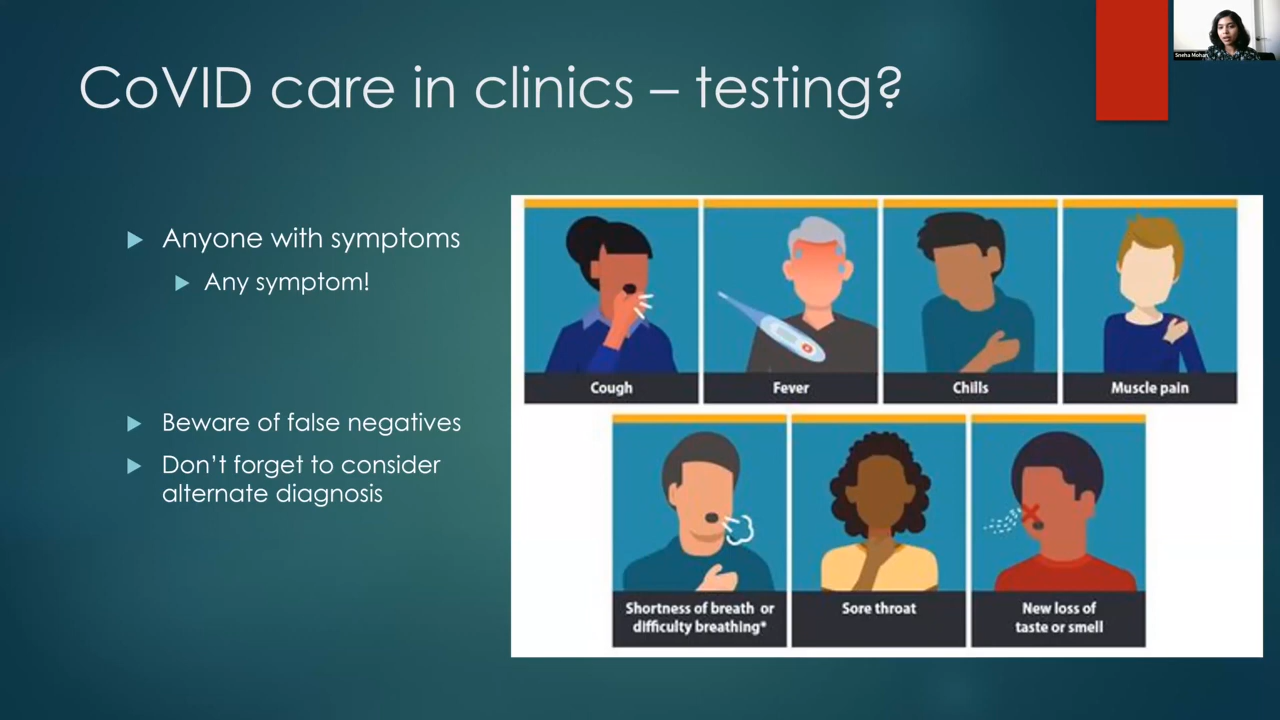 CoVID care in clinics – testing?
Sneha Mohan
Anyone with symptoms
Any symptom!
Beware of false negatives
Don't forget to consider
alternate diagnosis
Cough
Fever
Chills
Muscle pain
Shortness of breath or
difficulty breathing*
Sore throat
New loss of
taste or smell